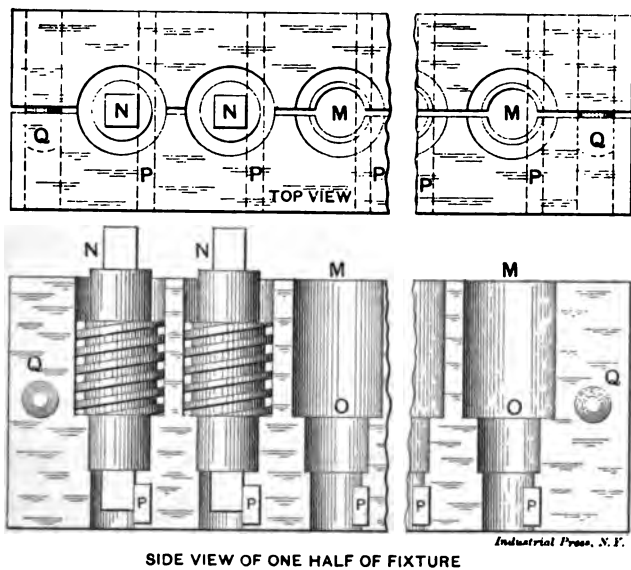 N N M M
Q Q
P P P P P
TOP VIEW
N N M M
Q Q
O O
P P P P P
Industrial Press, N.Y.
SIDE VIEW OF ONE HALF OF FIXTURE